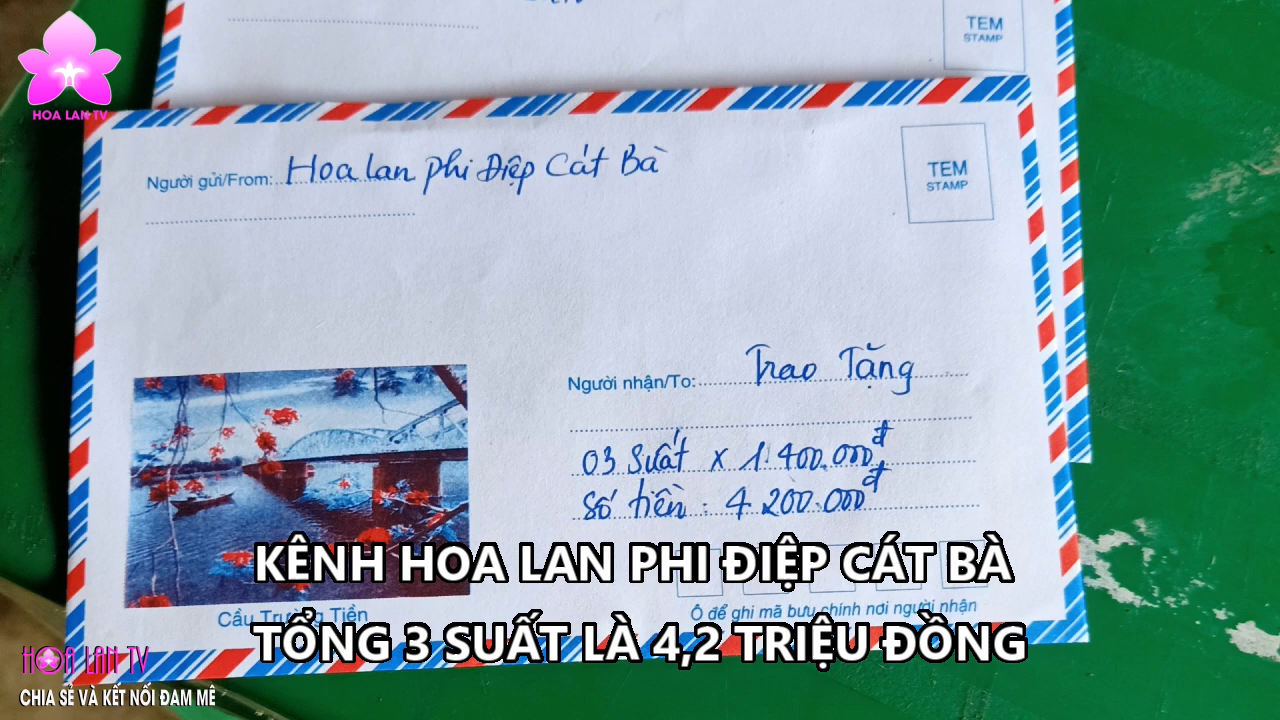 TEM
STAMP
HOA LAN TV
Người gửi/From: Hoa lan Phi Điệp Cát Bà
TEM
STAMP
Người nhận/To: Trao Tặng
03 Suất x 1.400.000đ
Số tiền: 4.200.000đ
KÊNH HOA LAN PHI ĐIỆP CÁT BÀ
Cầu Trường Tiền
Ô để ghi mã bưu chính nơi người nhận
TỔNG 3 SUẤT LÀ 4,2 TRIỆU ĐỒNG
HOA LAN TV
CHIA SẺ VÀ KẾT NỐI ĐAM MÊ